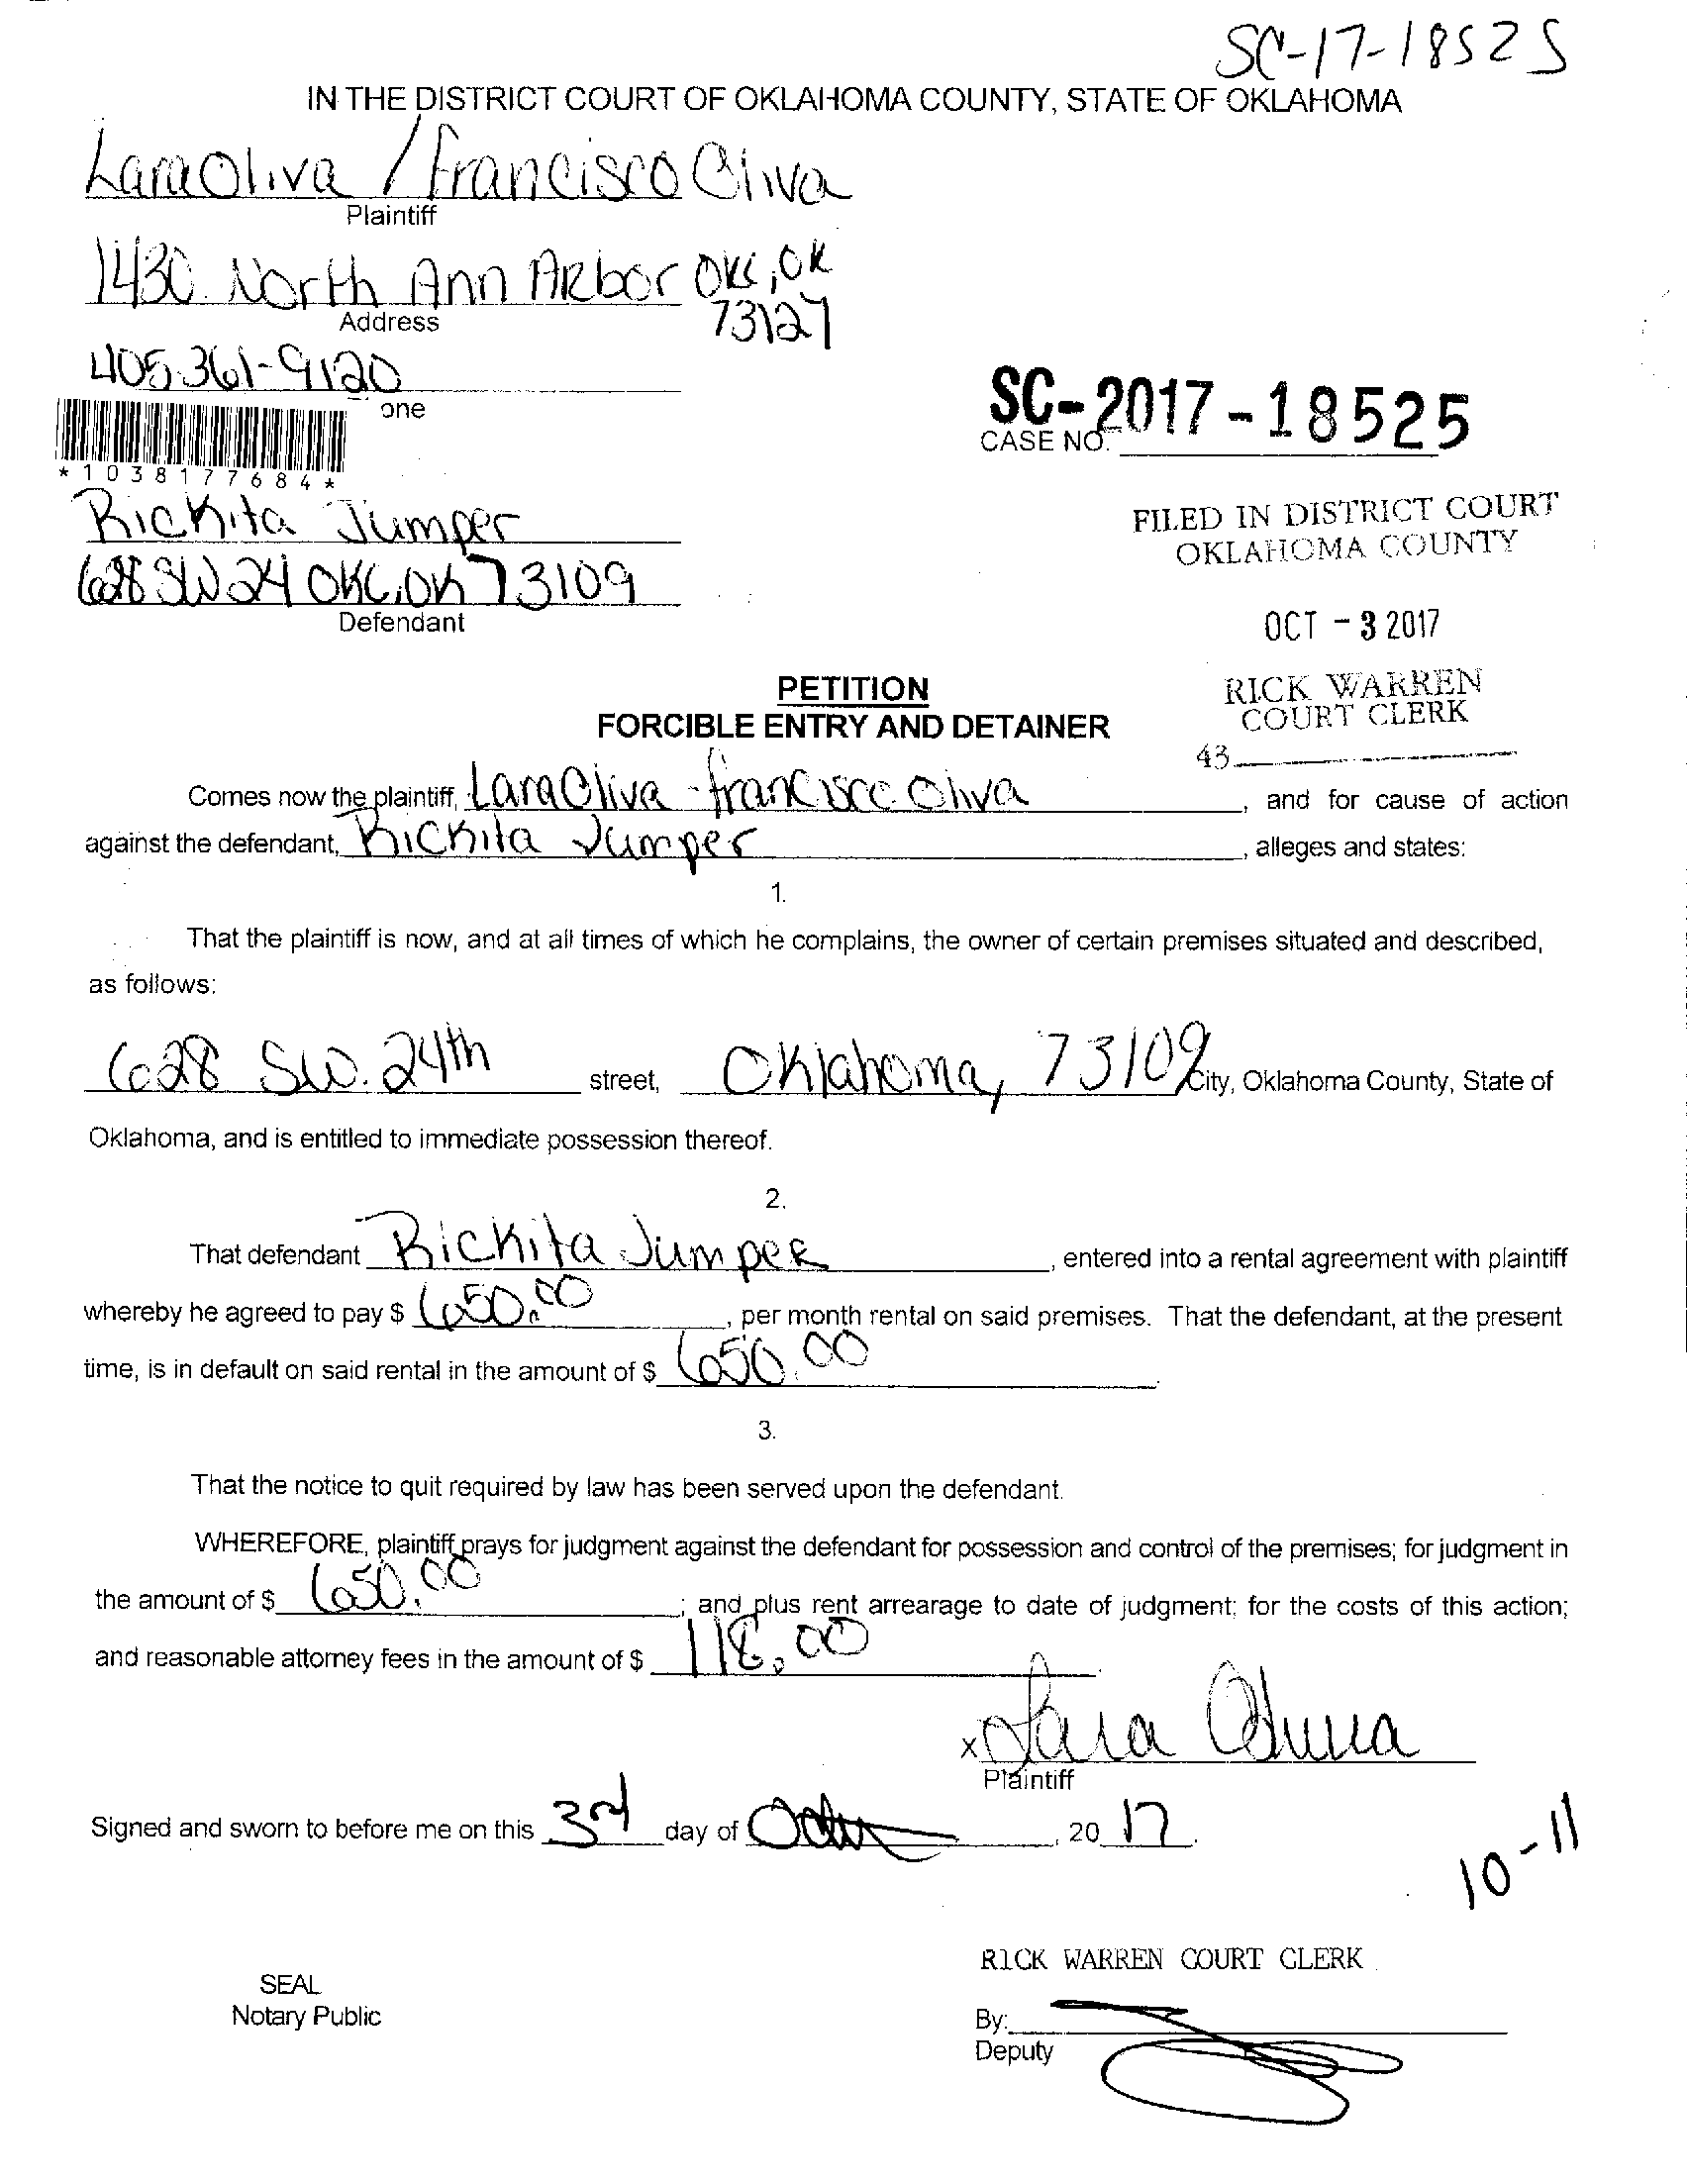 SC-17-18525
IN THE DISTRICT COURT OF OKLAHOMA COUNTY, STATE OF OKLAHOMA
Lara Oliva / Francisco Oliva
Plaintiff
1430 North Ann Arbor OKC, OK
73127
Address
405-361-9120
one
*1038177684*
SC-2017-18525
CASE NO.
Rickita Jumper
628 SW 24 OKC, OK 73109
Defendant
FILED IN DISTRICT COURT
OKLAHOMA COUNTY
OCT - 3 2017
RICK WARREN
COURT CLERK
43
PETITION
FORCIBLE ENTRY AND DETAINER
Comes now the plaintiff, Lara Oliva - Francisco Oliva, and for cause of action
against the defendant, Rickita Jumper, alleges and states:
1.
That the plaintiff is now, and at all times of which he complains, the owner of certain premises situated and described,
as follows:
628 SW. 24th street, Oklahoma, 73109 City, Oklahoma County, State of
Oklahoma, and is entitled to immediate possession thereof.
2.
That defendant Rickita Jumper, entered into a rental agreement with plaintiff
whereby he agreed to pay $ 650.00, per month rental on said premises. That the defendant, at the present
time, is in default on said rental in the amount of $ 650.00.
3.
That the notice to quit required by law has been served upon the defendant.
WHEREFORE, plaintiff prays for judgment against the defendant for possession and control of the premises; for judgment in
the amount of $ 650.00; and plus rent arrearage to date of judgment; for the costs of this action;
and reasonable attorney fees in the amount of $ 118.00.
x Lara Oliva
Plaintiff
Signed and sworn to before me on this 3rd day of , 20 17.
10-11
RICK WARREN COURT CLERK
SEAL
Notary Public
By:
Deputy